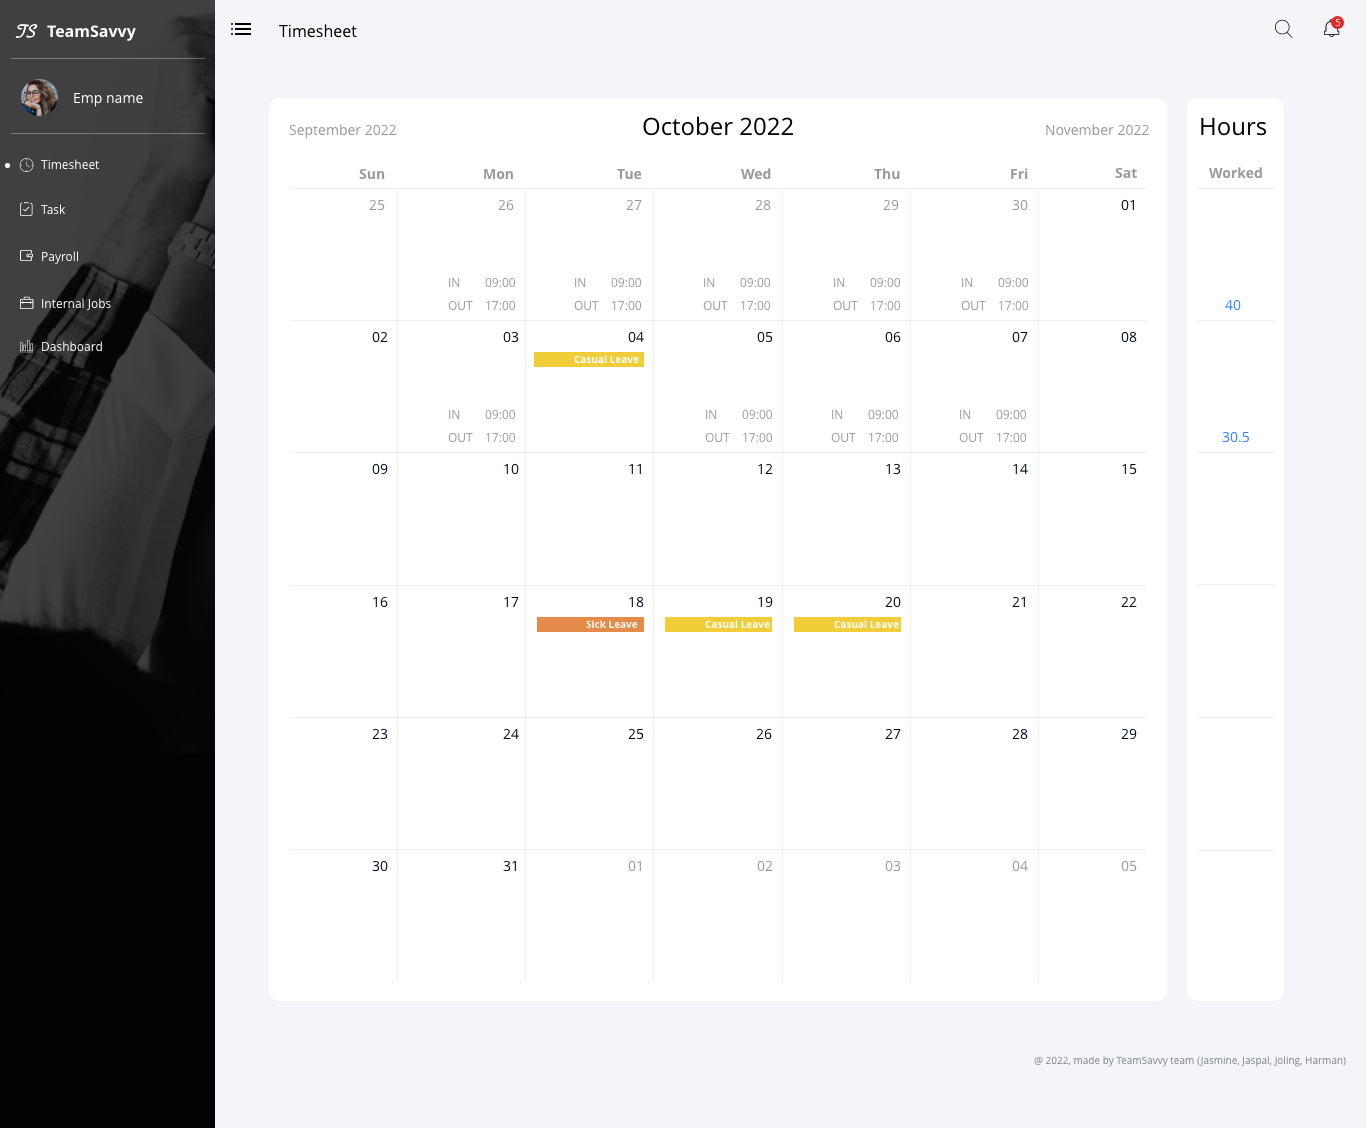 TS TeamSavvy
Emp name
Timesheet
Task
Payroll
Internal Jobs
Dashboard
Timesheet
5
September 2022 October 2022 November 2022
Sun Mon Tue Wed Thu Fri Sat
25 26 27 28 29 30 01
IN 09:00 IN 09:00 IN 09:00 IN 09:00 IN 09:00
OUT 17:00 OUT 17:00 OUT 17:00 OUT 17:00 OUT 17:00
02 03 04 05 06 07 08
Casual Leave
IN 09:00 IN 09:00 IN 09:00 IN 09:00
OUT 17:00 OUT 17:00 OUT 17:00 OUT 17:00
09 10 11 12 13 14 15
16 17 18 19 20 21 22
Sick Leave Casual Leave Casual Leave
23 24 25 26 27 28 29
30 31 01 02 03 04 05
Hours
Worked
40
30.5
@ 2022, made by TeamSavvy team (Jasmine, Jaspal, Joling, Harman)